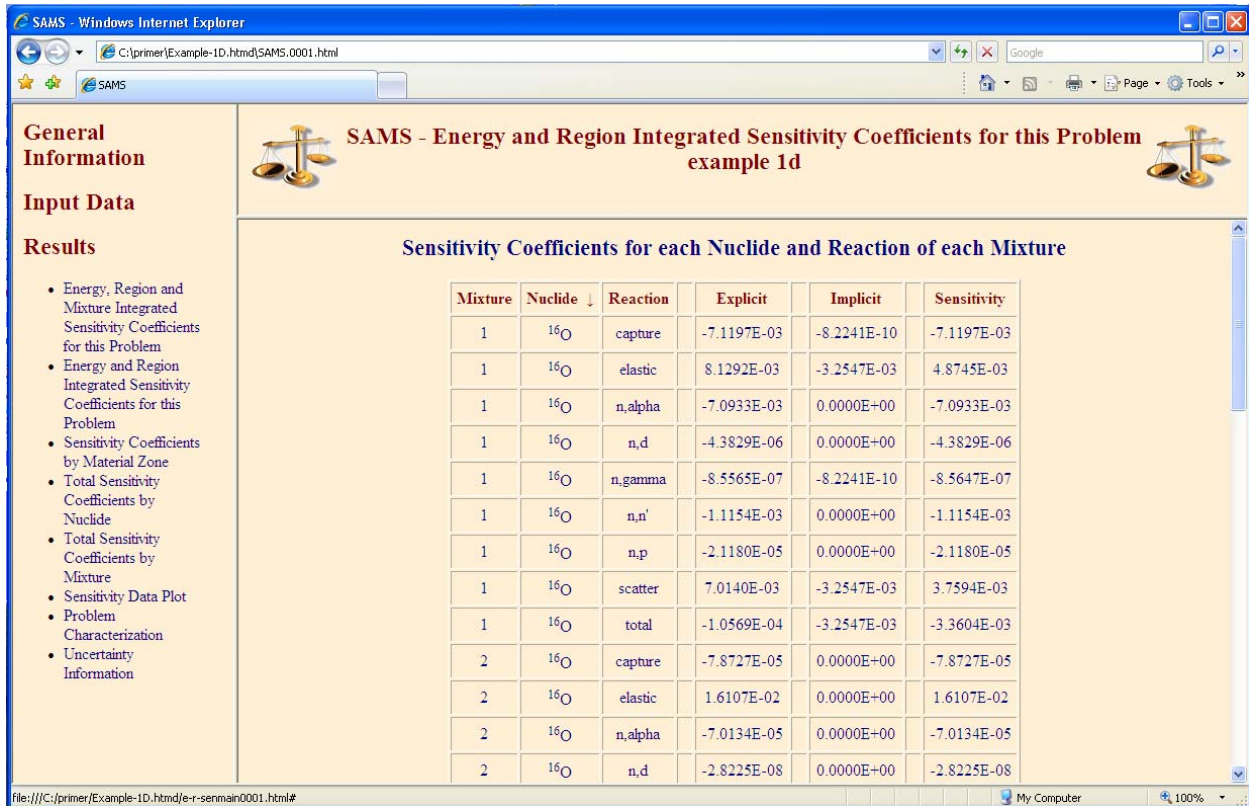 SAMS - Windows Internet Explorer
C:\primer\Example-1D.htmd\SAMS.0001.html
Google
SAMS
Page
Tools
General
Information
Input Data
Results
• Energy, Region and
Mixture Integrated
Sensitivity Coefficients
for this Problem
• Energy and Region
Integrated Sensitivity
Coefficients for this
Problem
• Sensitivity Coefficients
by Material Zone
• Total Sensitivity
Coefficients by
Nuclide
• Total Sensitivity
Coefficients by
Mixture
• Sensitivity Data Plot
• Problem
Characterization
• Uncertainty
Information
SAMS - Energy and Region Integrated Sensitivity Coefficients for this Problem
example 1d
Sensitivity Coefficients for each Nuclide and Reaction of each Mixture
Mixture Nuclide ↓ Reaction Explicit Implicit Sensitivity
1 ¹⁶O capture -7.1197E-03 -8.2241E-10 -7.1197E-03
1 ¹⁶O elastic 8.1292E-03 -3.2547E-03 4.8745E-03
1 ¹⁶O n,alpha -7.0933E-03 0.0000E+00 -7.0933E-03
1 ¹⁶O n,d -4.3829E-06 0.0000E+00 -4.3829E-06
1 ¹⁶O n,gamma -8.5565E-07 -8.2241E-10 -8.5647E-07
1 ¹⁶O n,n' -1.1154E-03 0.0000E+00 -1.1154E-03
1 ¹⁶O n,p -2.1180E-05 0.0000E+00 -2.1180E-05
1 ¹⁶O scatter 7.0140E-03 -3.2547E-03 3.7594E-03
1 ¹⁶O total -1.0569E-04 -3.2547E-03 -3.3604E-03
2 ¹⁶O capture -7.8727E-05 0.0000E+00 -7.8727E-05
2 ¹⁶O elastic 1.6107E-02 0.0000E+00 1.6107E-02
2 ¹⁶O n,alpha -7.0134E-05 0.0000E+00 -7.0134E-05
2 ¹⁶O n,d -2.8225E-08 0.0000E+00 -2.8225E-08
file:///C:/primer/Example-1D.htmd/e-r-senmain0001.html#
My Computer
100%